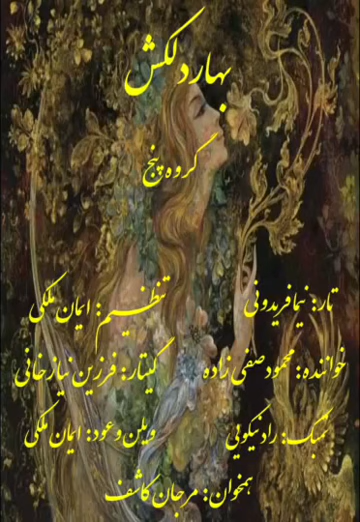 بهار دلکش
گروه پنج
تار: نیما فریدونی
تنظیم: ایمان ملکی
خواننده: محمود صفی زاده
گیتار: فرزین نیازخانی
تمبک: راد نیکویی
ویلن و عود: ایمان ملکی
همخوان: مرجان کاشف